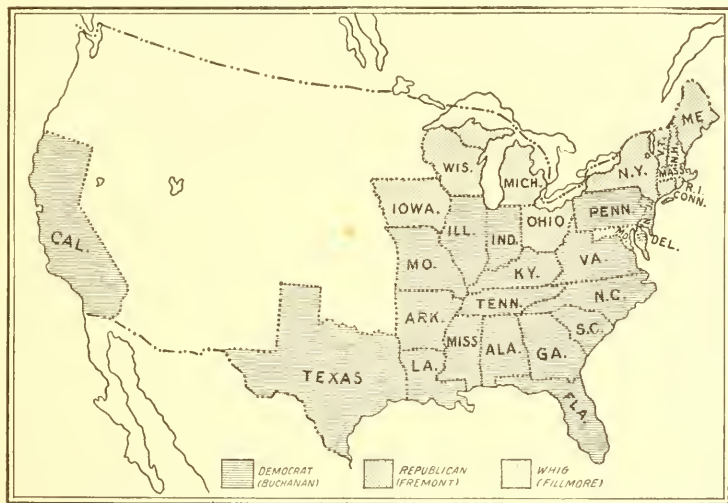 ME
V.T.
N.H.
WIS.
MICH.
N.Y.
MASS.
R.I.
CONN.
IOWA.
PENN.
OHIO
ILL.
IND.
DEL.
CAL.
MO.
KY.
VA.
N.C.
TENN.
ARK.
S.C.
MISS
ALA.
GA.
LA.
TEXAS
FLA.
DEMOCRAT
(BUCHANAN)
REPUBLICAN
(FREMONT)
WHIG
(FILLMORE)